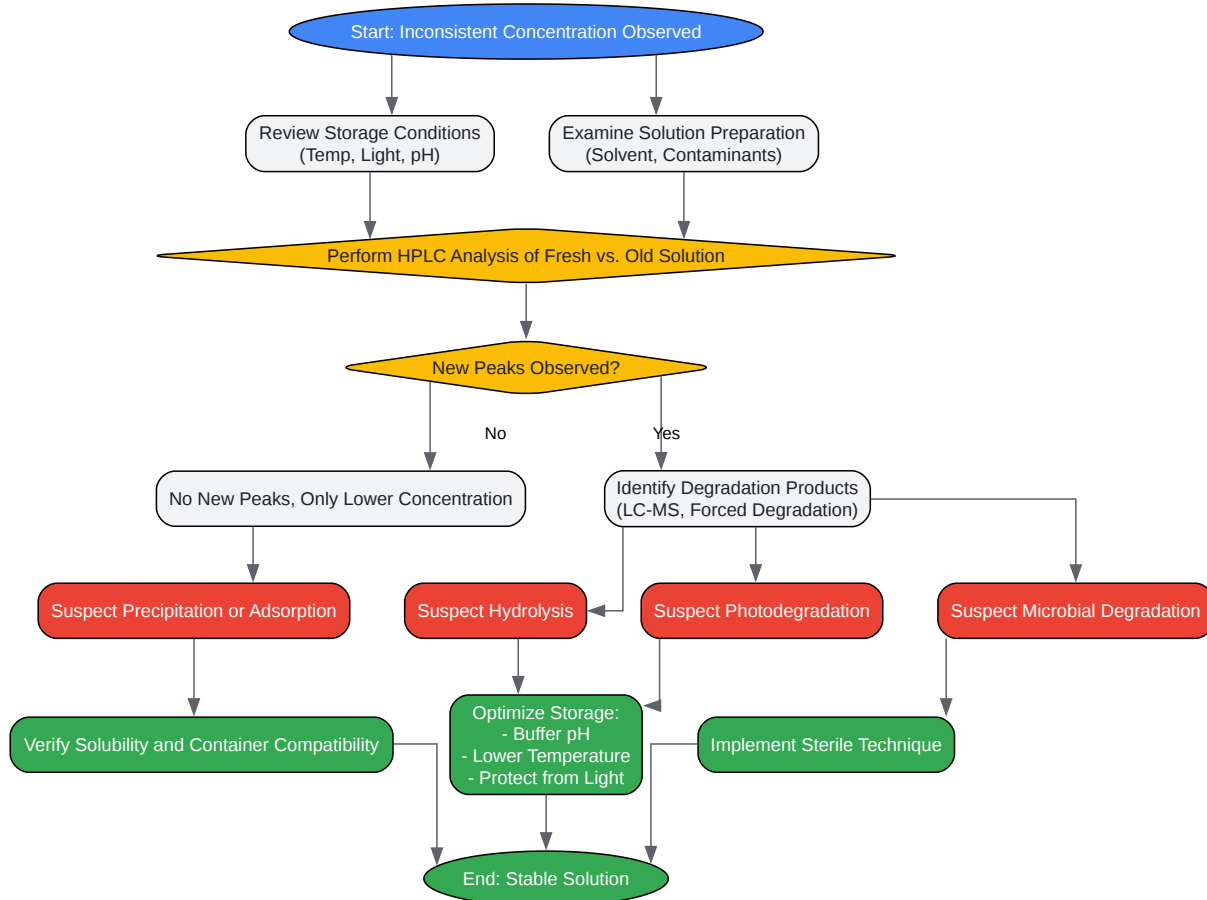 Start: Inconsistent Concentration Observed
Review Storage Conditions
(Temp, Light, pH)
Examine Solution Preparation
(Solvent, Contaminants)
Perform HPLC Analysis of Fresh vs. Old Solution
New Peaks Observed?
No
Yes
No New Peaks, Only Lower Concentration
Identify Degradation Products
(LC-MS, Forced Degradation)
Suspect Precipitation or Adsorption
Suspect Hydrolysis
Suspect Photodegradation
Suspect Microbial Degradation
Verify Solubility and Container Compatibility
Optimize Storage:
- Buffer pH
- Lower Temperature
- Protect from Light
Implement Sterile Technique
End: Stable Solution